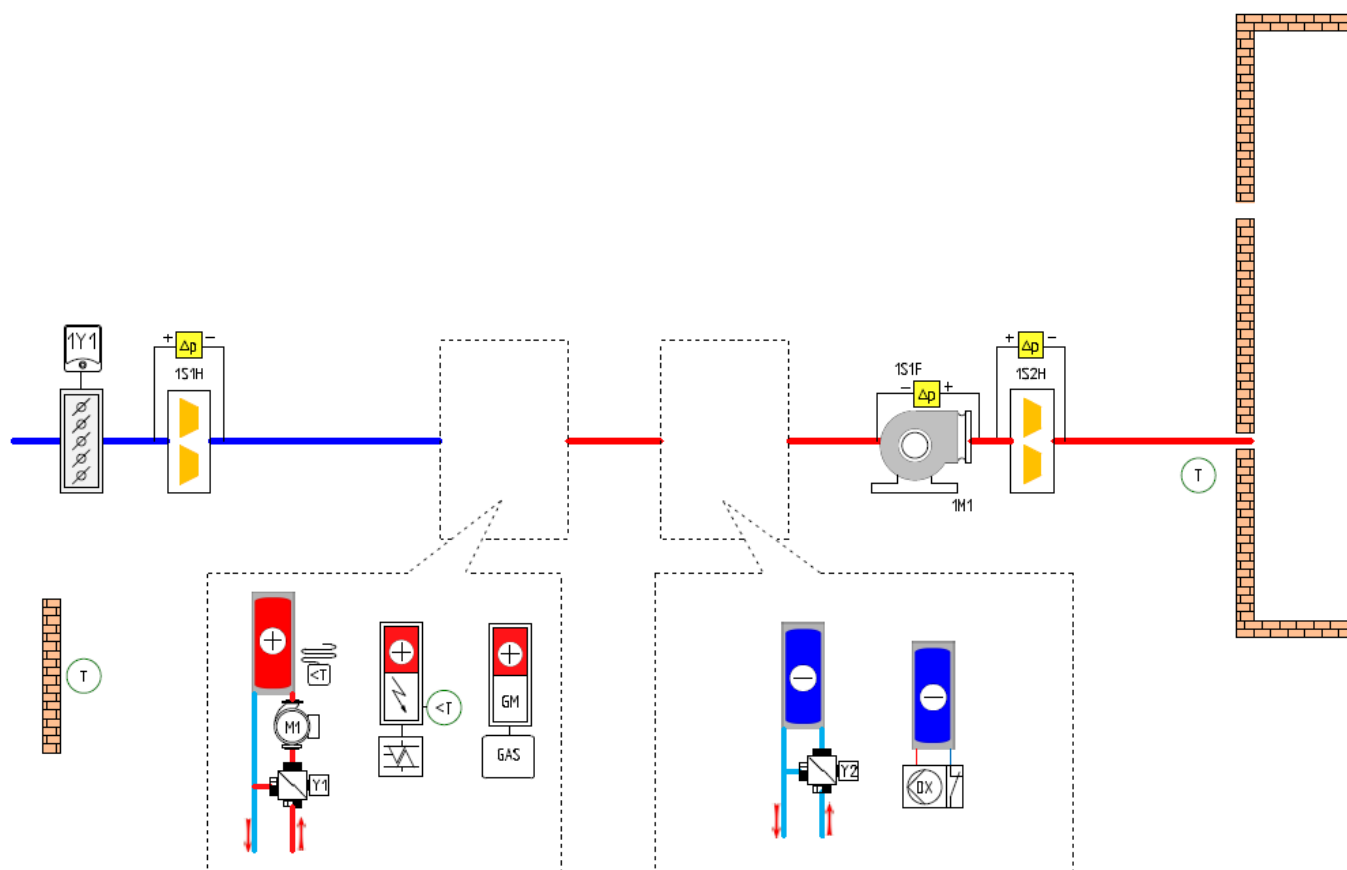 1Y1
+ Δp −
1S1H
1S1F
− Δp +
+ Δp −
1S2H
T
1M1
T
<T
M1
Y1
<T
GM
GAS
Y2
DX